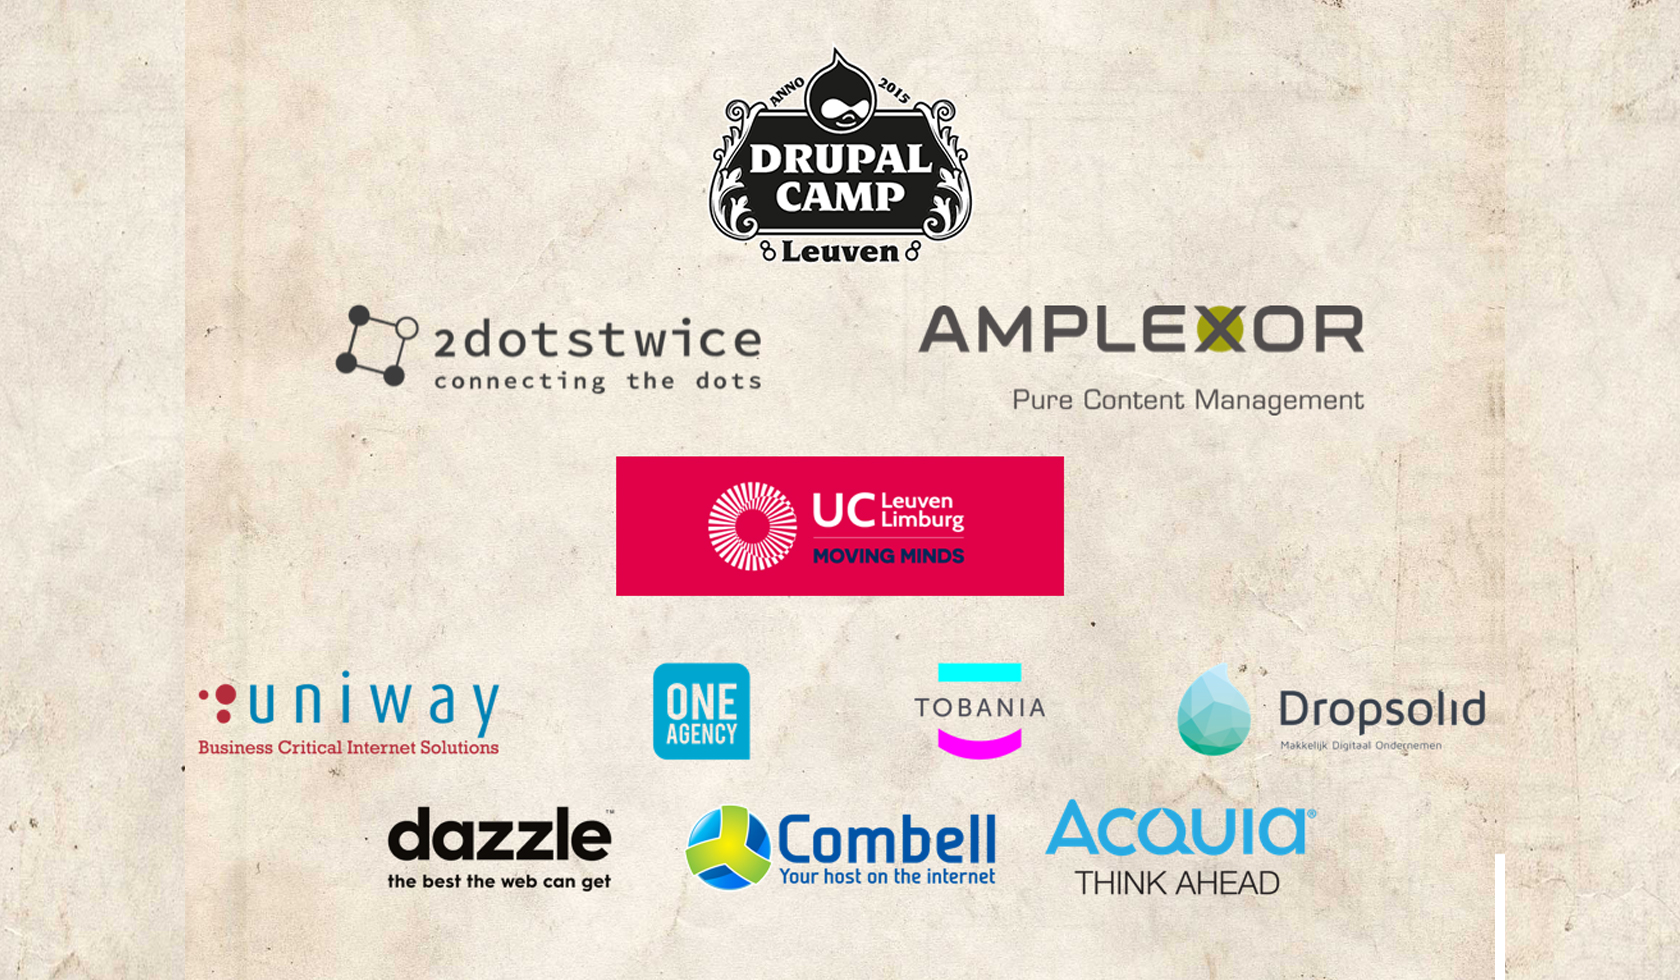 ANNO 2015
DRUPAL
CAMP
Leuven
2dotstwice
connecting the dots
AMPLEXOR
Pure Content Management
UC Leuven
Limburg
MOVING MINDS
uniway
Business Critical Internet Solutions
ONE
AGENCY
TOBANIA
Dropsolid
Makkelijk Digitaal Ondernemen
dazzle™
the best the web can get
Combell
Your host on the internet
ACQUIA®
THINK AHEAD